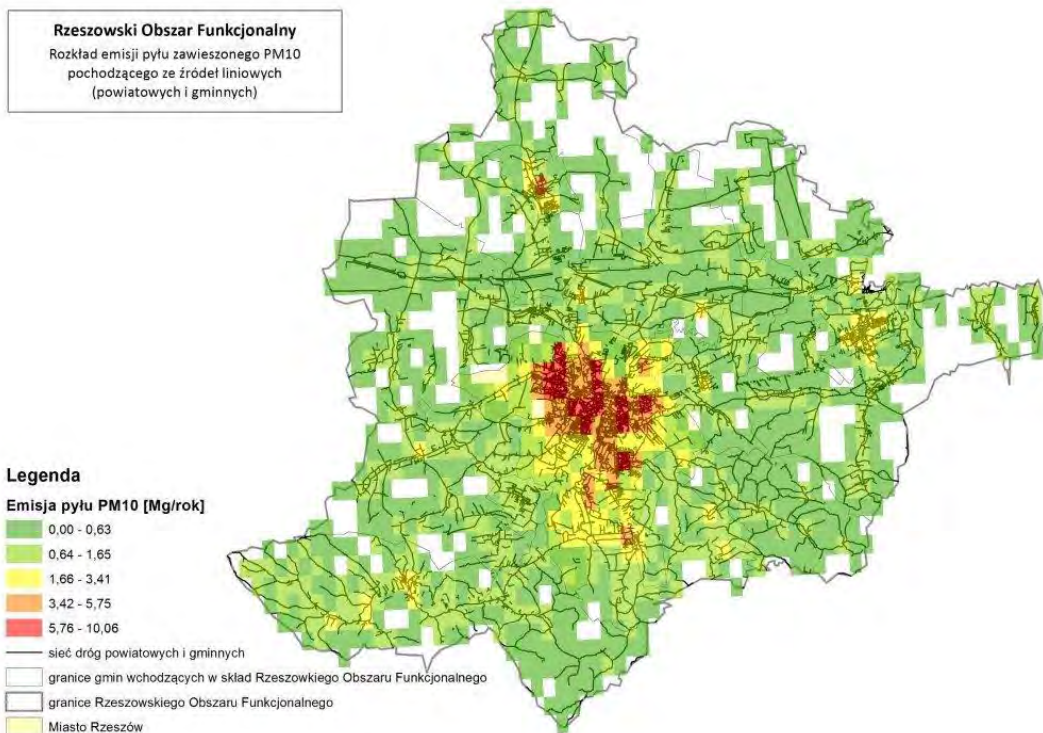 Rzeszowski Obszar Funkcjonalny
Rozkład emisji pyłu zawieszonego PM10
pochodzącego ze źródeł liniowych
(powiatowych i gminnych)
Legenda
Emisja pyłu PM10 [Mg/rok]
0,00 - 0,63
0,64 - 1,65
1,66 - 3,41
3,42 - 5,75
5,76 - 10,06
sieć dróg powiatowych i gminnych
granice gmin wchodzących w skład Rzeszowkiego Obszaru Funkcjonalnego
granice Rzeszowskiego Obszaru Funkcjonalnego
Miasto Rzeszów